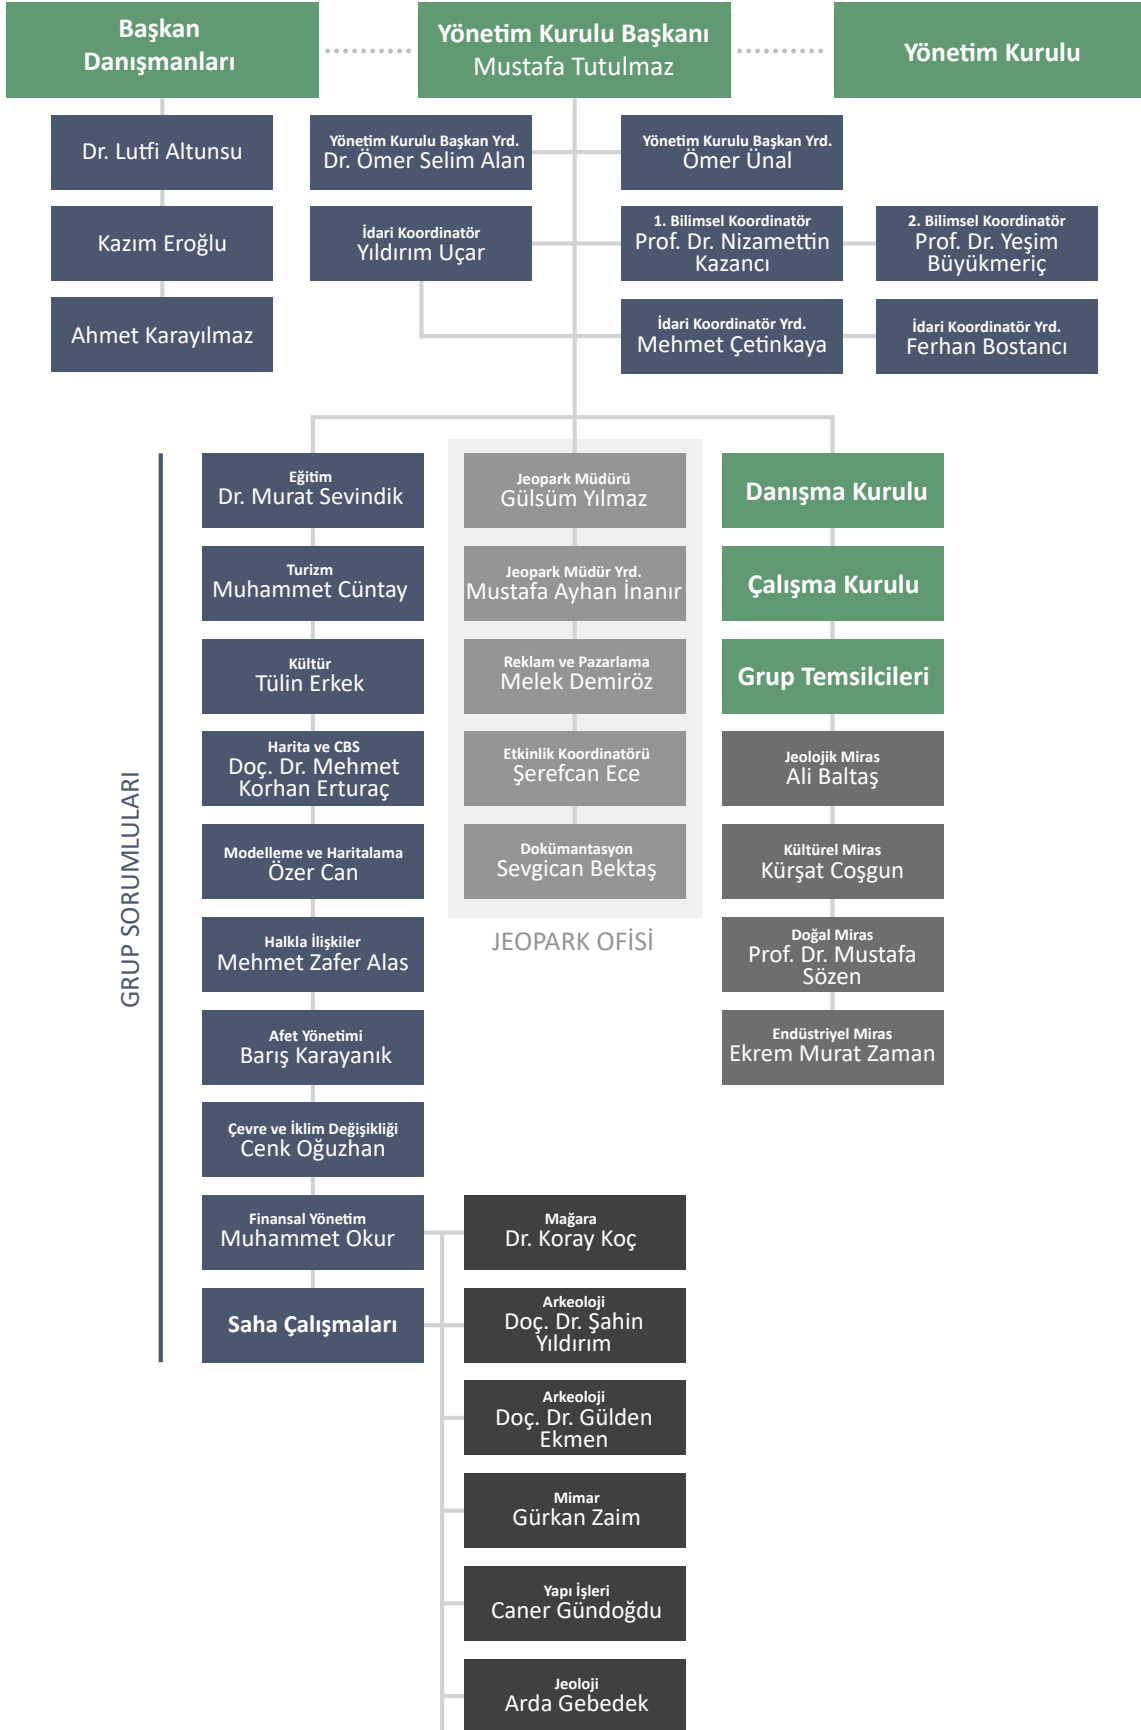 Başkan
Danışmanları
Yönetim Kurulu Başkanı
Mustafa Tutulmaz
Yönetim Kurulu
Dr. Lutfi Altunsu
Kazım Eroğlu
Ahmet Karayılmaz
Yönetim Kurulu Başkan Yrd.
Dr. Ömer Selim Alan
Yönetim Kurulu Başkan Yrd.
Ömer Ünal
İdari Koordinatör
Yıldırım Uçar
1. Bilimsel Koordinatör
Prof. Dr. Nizamettin
Kazancı
2. Bilimsel Koordinatör
Prof. Dr. Yeşim
Büyükmeriç
İdari Koordinatör Yrd.
Mehmet Çetinkaya
İdari Koordinatör Yrd.
Ferhan Bostancı
GRUP SORUMLULARI
Eğitim
Dr. Murat Sevindik
Turizm
Muhammet Cüntay
Kültür
Tülin Erkek
Harita ve CBS
Doç. Dr. Mehmet
Korhan Erturaç
Modelleme ve Haritalama
Özer Can
Halkla İlişkiler
Mehmet Zafer Alas
Afet Yönetimi
Barış Karayanık
Çevre ve İklim Değişikliği
Cenk Oğuzhan
Finansal Yönetim
Muhammet Okur
Saha Çalışmaları
Jeopark Müdürü
Gülsüm Yılmaz
Jeopark Müdür Yrd.
Mustafa Ayhan İnanır
Reklam ve Pazarlama
Melek Demiröz
Etkinlik Koordinatörü
Şerefcan Ece
Dokümantasyon
Sevgican Bektaş
JEOPARK OFİSİ
Danışma Kurulu
Çalışma Kurulu
Grup Temsilcileri
Jeolojik Miras
Ali Baltaş
Kültürel Miras
Kürşat Coşgun
Doğal Miras
Prof. Dr. Mustafa
Sözen
Endüstriyel Miras
Ekrem Murat Zaman
Mağara
Dr. Koray Koç
Arkeoloji
Doç. Dr. Şahin
Yıldırım
Arkeoloji
Doç. Dr. Gülden
Ekmen
Mimar
Gürkan Zaim
Yapı İşleri
Caner Gündoğdu
Jeoloji
Arda Gebedek